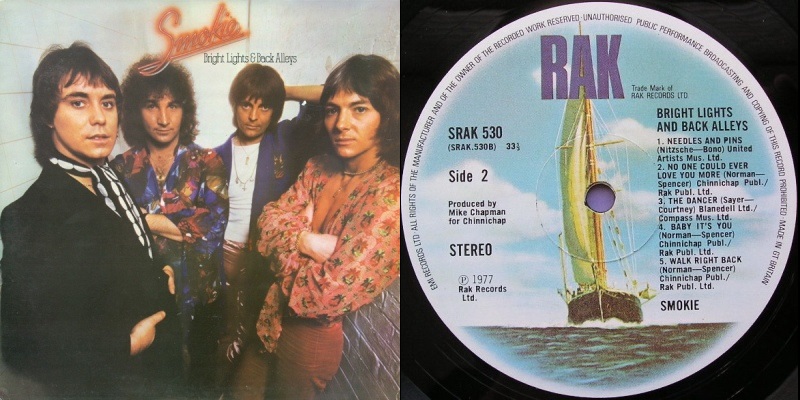 Smokie
Bright Lights & Back Alleys
EMI RECORDS LTD · ALL RIGHTS OF THE MANUFACTURER AND OF THE OWNER OF THE RECORDED WORK RESERVED · UNAUTHORISED PUBLIC PERFORMANCE BROADCASTING AND COPYING OF THIS RECORD PROHIBITED · MADE IN GT BRITAIN
RAK
Trade Mark of
RAK RECORDS LTD.
SRAK 530
(SRAK.530B) 33⅓
Side 2
Produced by
Mike Chapman
for Chinnichap
STEREO
Ⓟ 1977
Rak Records
Ltd.
BRIGHT LIGHTS
AND BACK ALLEYS
1. NEEDLES AND PINS
(Nitzsche—Bono) United
Artists Mus. Ltd.
2. NO ONE COULD EVER
LOVE YOU MORE (Norman—
Spencer) Chinnichap Publ./
Rak Publ. Ltd.
3. THE DANCER (Sayer—
Courtney) Blanedell Ltd./
Compass Mus. Ltd.
4. BABY IT'S YOU
(Norman—Spencer)
Chinnichap Publ./
Rak Publ. Ltd.
5. WALK RIGHT BACK
(Norman—Spencer)
Chinnichap Publ./
Rak Publ. Ltd.
SMOKIE